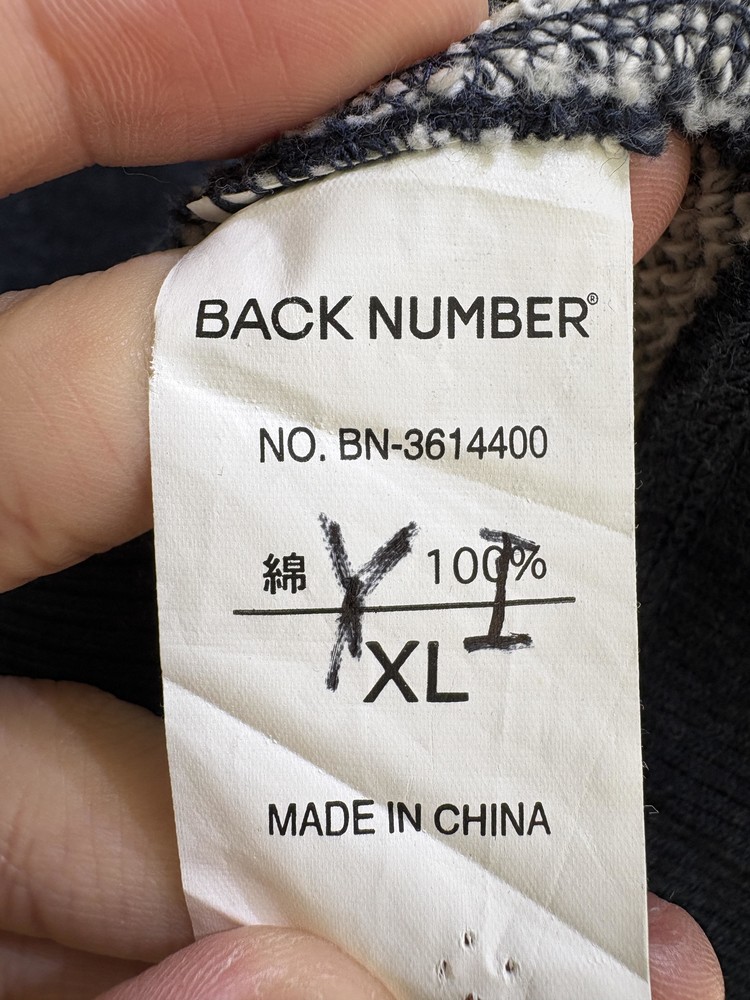 BACK NUMBER®
NO. BN-3614400
綿 100%
Y I
XL
MADE IN CHINA